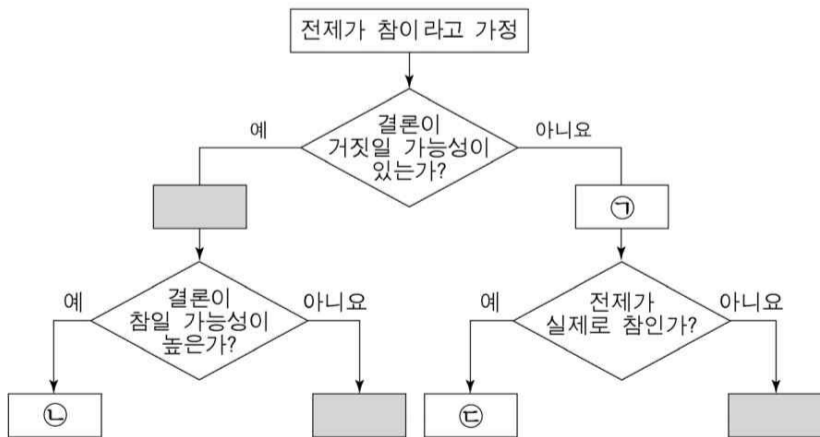 전제가 참이라고 가정
결론이
거짓일 가능성이
있는가?
예
아니요
㉠
결론이
참일 가능성이
높은가?
예
아니요
전제가
실제로 참인가?
예
아니요
㉡
㉢